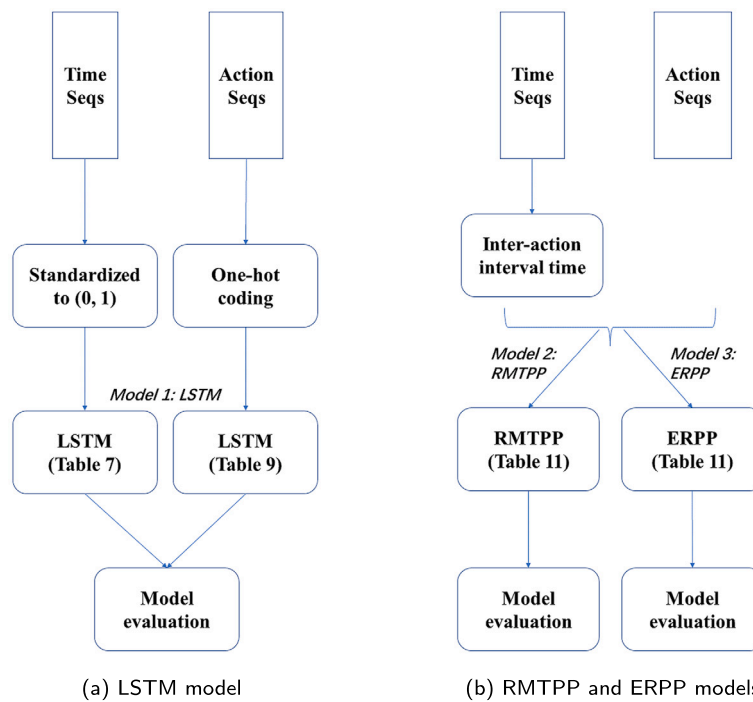 Time
Seqs
Action
Seqs
Standardized
to (0, 1)
One-hot
coding
Model 1: LSTM
LSTM
(Table 7)
LSTM
(Table 9)
Model
evaluation
(a) LSTM model
Time
Seqs
Action
Seqs
Inter-action
interval time
Model 2:
RMTPP
Model 3:
ERPP
RMTPP
(Table 11)
ERPP
(Table 11)
Model
evaluation
Model
evaluation
(b) RMTPP and ERPP models